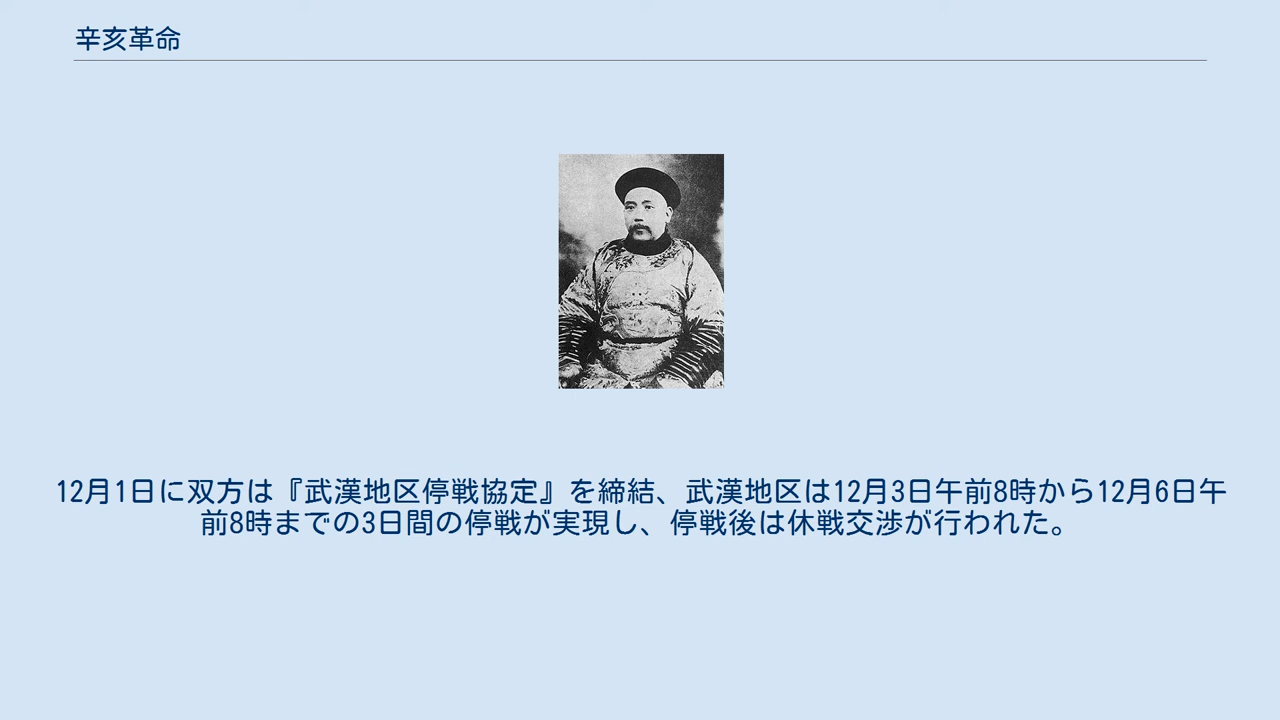 辛亥革命
12月1日に双方は『武漢地区停戦協定』を締結、武漢地区は12月3日午前8時から12月6日午
前8時までの3日間の停戦が実現し、停戦後は休戦交渉が行われた。